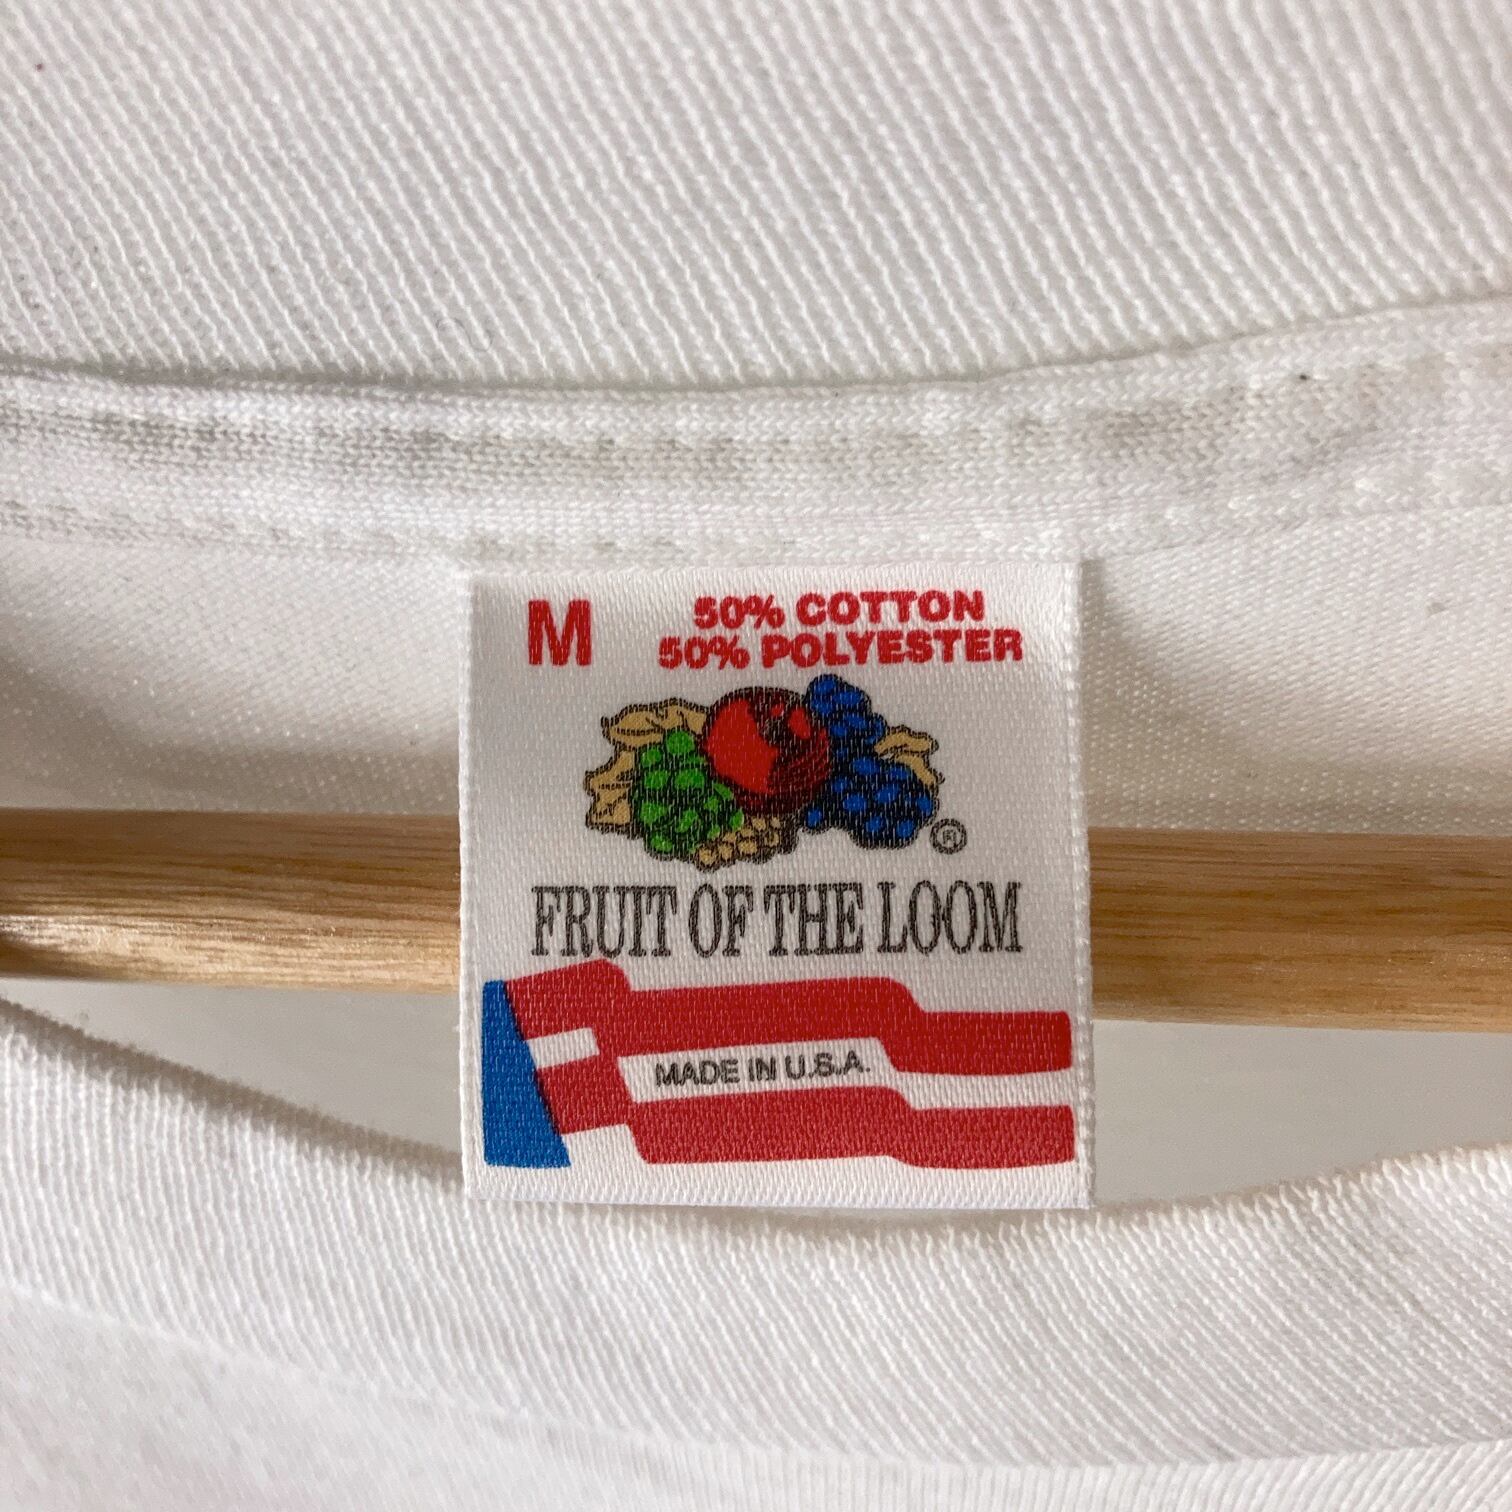 M
50% COTTON
50% POLYESTER
®
FRUIT OF THE LOOM
MADE IN U.S.A.